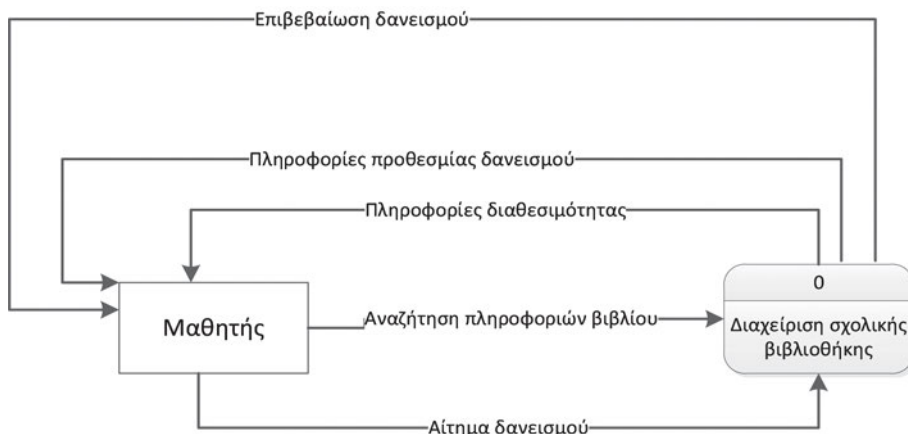 Επιβεβαίωση δανεισμού
Πληροφορίες προθεσμίας δανεισμού
Πληροφορίες διαθεσιμότητας
0
Μαθητής
Αναζήτηση πληροφοριών βιβλίου
Διαχείριση σχολικής
βιβλιοθήκης
Αίτημα δανεισμού